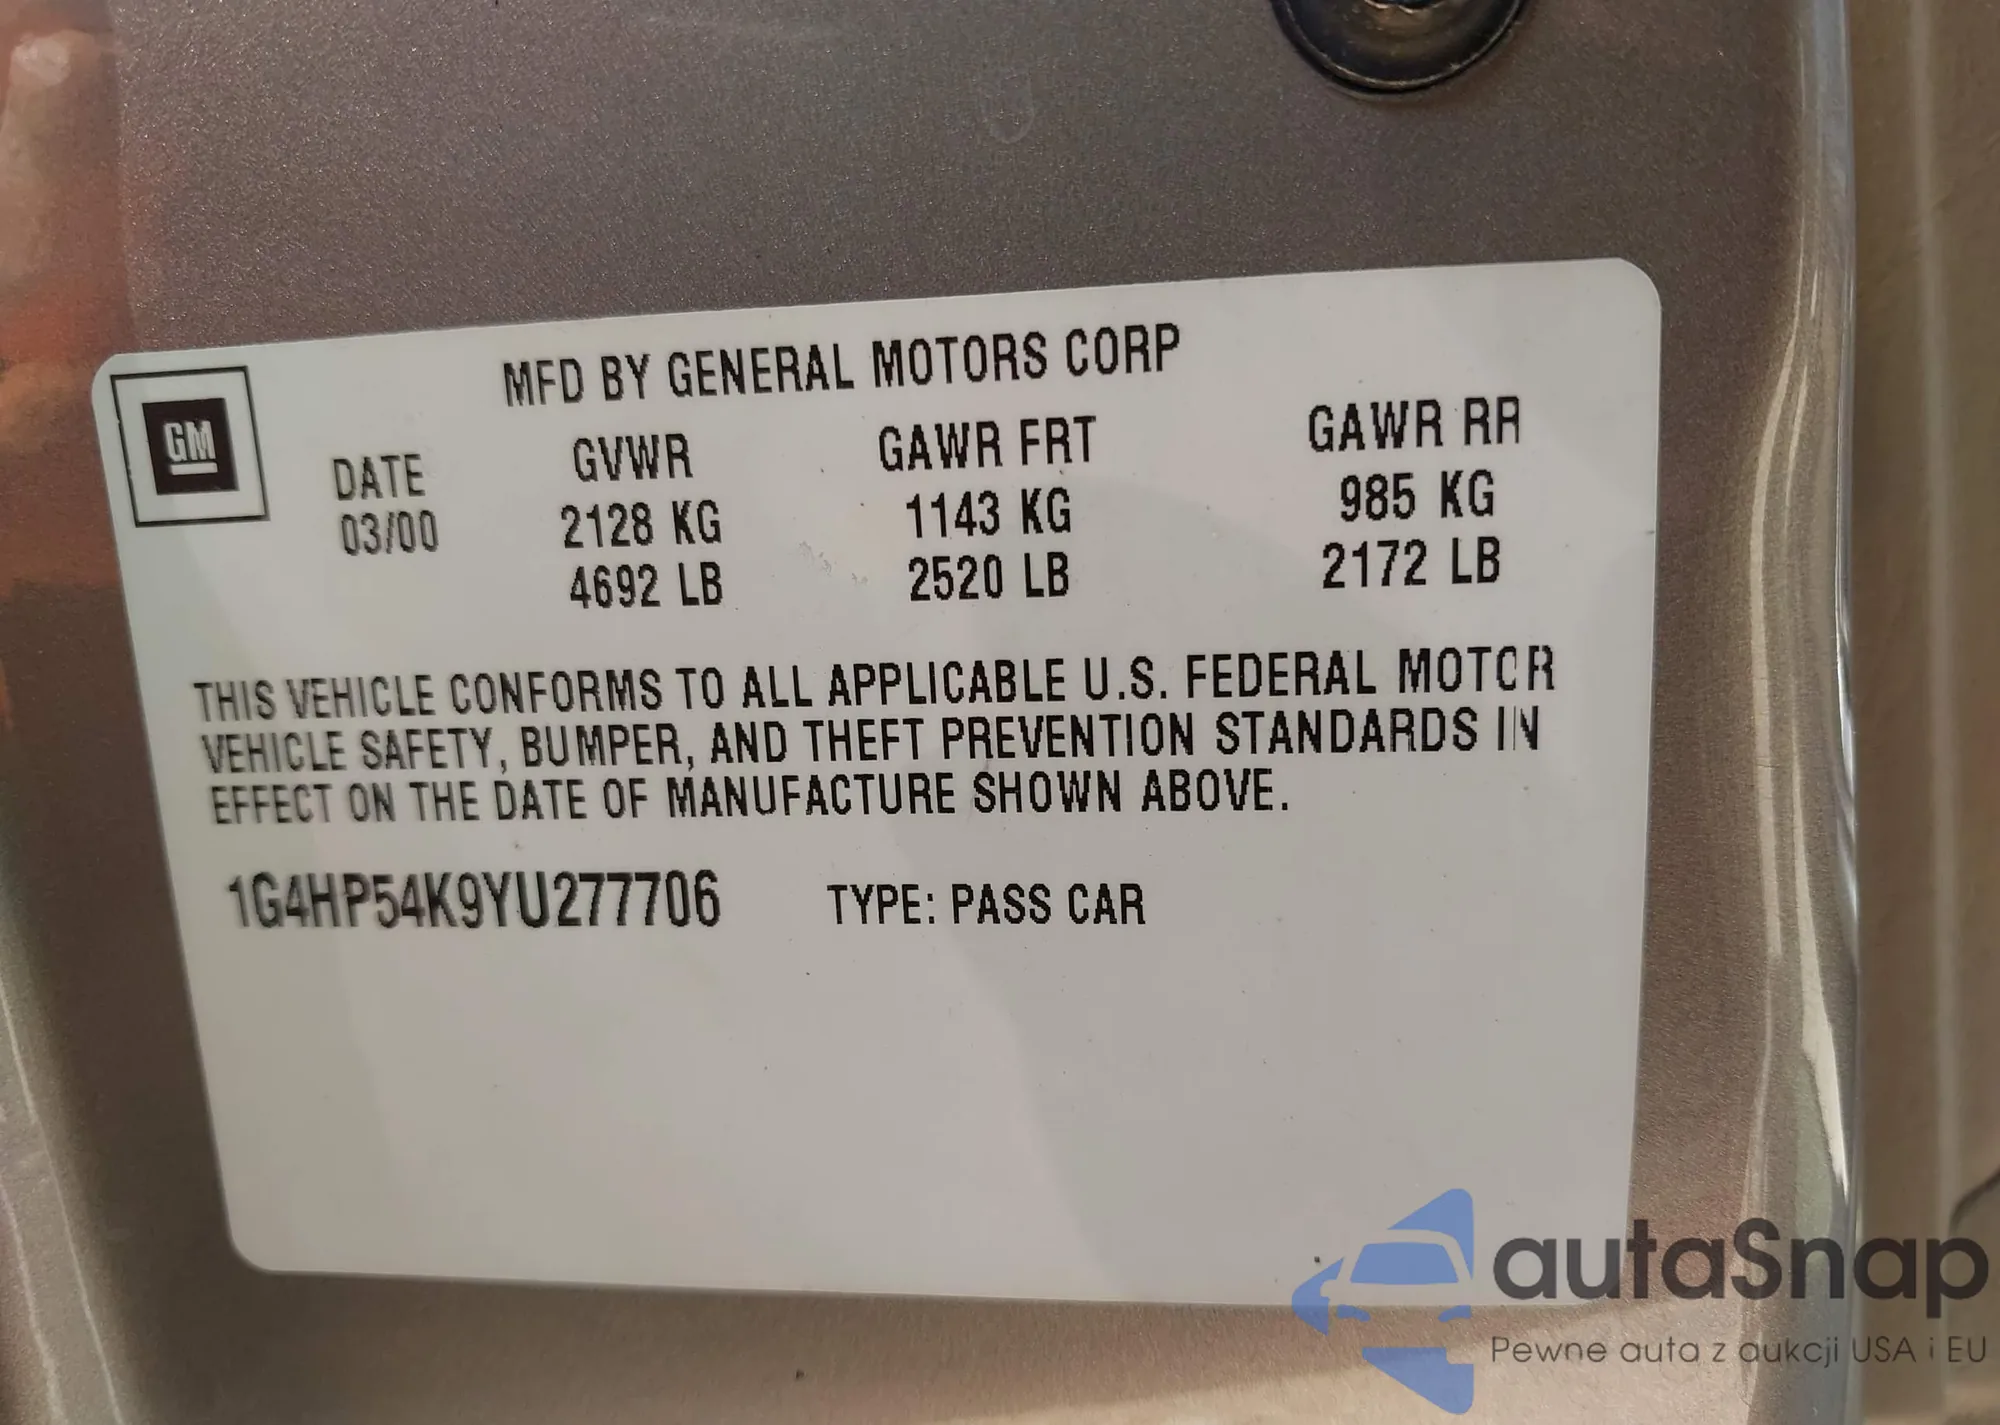 MFD BY GENERAL MOTORS CORP
GM
DATE GVWR GAWR FRT GAWR RR
03/00 2128 KG 1143 KG 985 KG
4692 LB 2520 LB 2172 LB
THIS VEHICLE CONFORMS TO ALL APPLICABLE U.S. FEDERAL MOTOR
VEHICLE SAFETY, BUMPER, AND THEFT PREVENTION STANDARDS IN
EFFECT ON THE DATE OF MANUFACTURE SHOWN ABOVE.
1G4HP54K9YU277706 TYPE: PASS CAR
autaSnap
Pewne auta z aukcji USA i EU